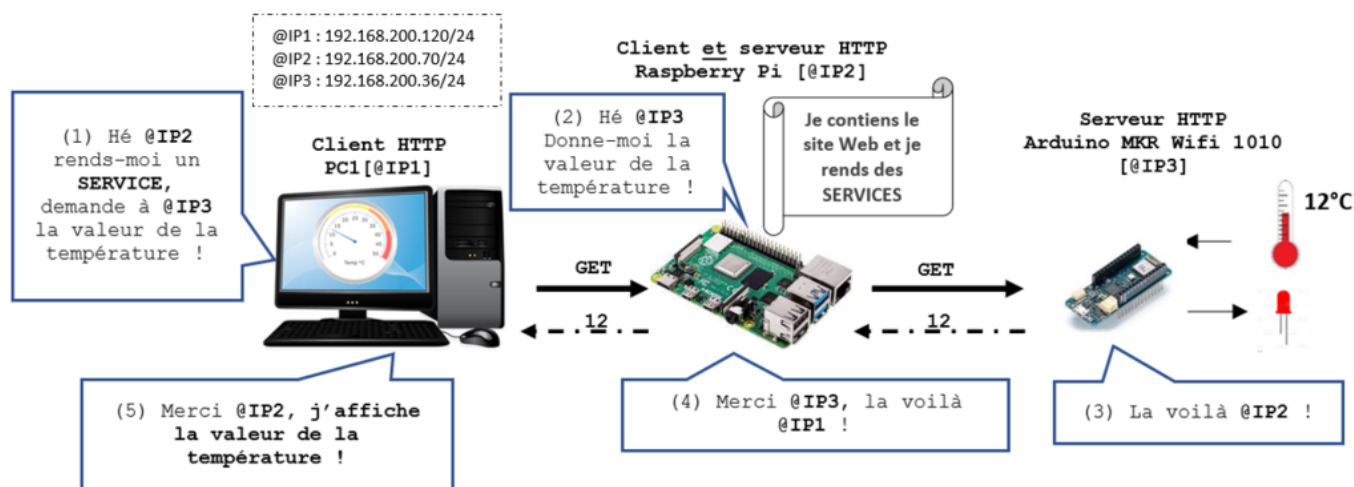 @IP1 : 192.168.200.120/24
@IP2 : 192.168.200.70/24
@IP3 : 192.168.200.36/24
Client et serveur HTTP
Raspberry Pi [@IP2]
(1) Hé @IP2
rends-moi un
SERVICE,
demande à @IP3
la valeur de la
température !
Client HTTP
PC1[@IP1]
(2) Hé @IP3
Donne-moi la
valeur de la
température !
Je contiens le
site Web et je
rends des
SERVICES
Serveur HTTP
Arduino MKR Wifi 1010
[@IP3]
12°C
Temp °C
GET
12
GET
12
(5) Merci @IP2, j'affiche
la valeur de la
température !
(4) Merci @IP3, la voilà
@IP1 !
(3) La voilà @IP2 !